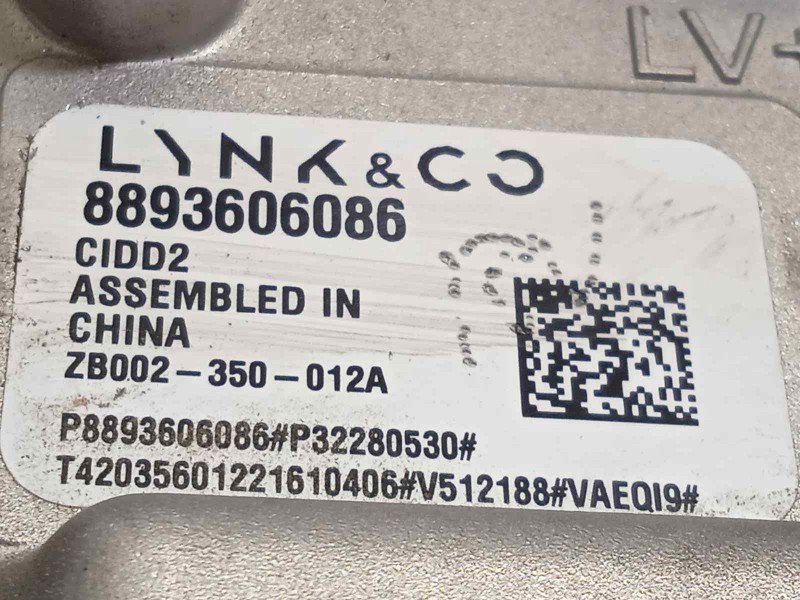 LV+
LYNK & CO
8893606086
CIDD2
ASSEMBLED IN
CHINA
ZB002-350-012A
P8893606086#P32280530#
T42035601221610406#V512188#VAEQI9#